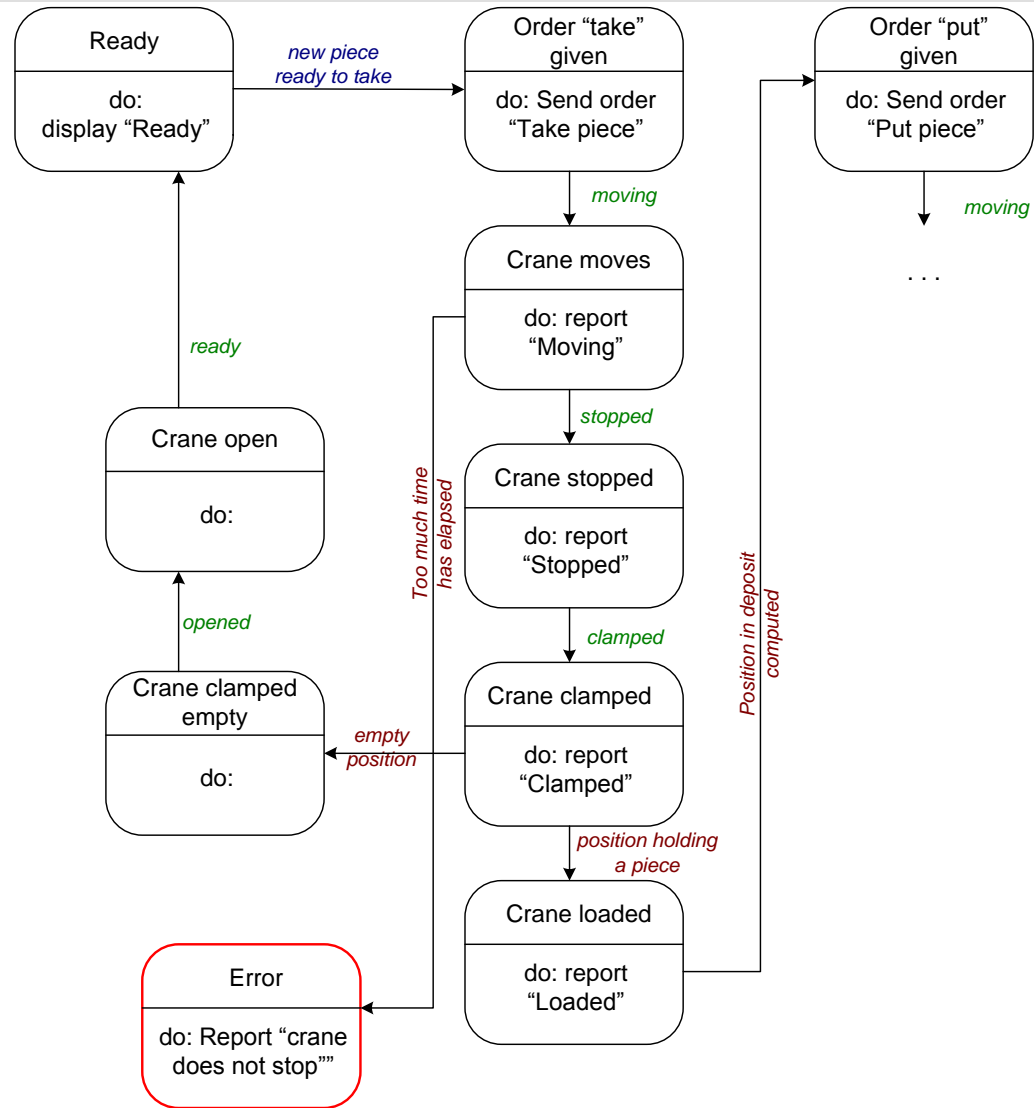 Ready
do:
display “Ready”
new piece
ready to take
Order “take”
given
do: Send order
“Take piece”
Order “put”
given
do: Send order
“Put piece”
moving
moving
. . .
Crane moves
do: report
“Moving”
ready
stopped
Crane open
do:
Crane stopped
do: report
“Stopped”
Too much time
has elapsed
Position in deposit
computed
opened
clamped
Crane clamped
empty
do:
empty
position
Crane clamped
do: report
“Clamped”
position holding
a piece
Crane loaded
do: report
“Loaded”
Error
do: Report “crane
does not stop””